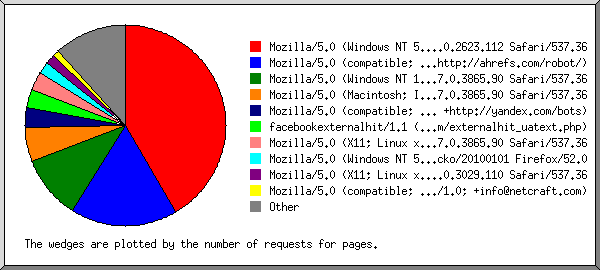 Mozilla/5.0 (Windows NT 5....0.2623.112 Safari/537.36
Mozilla/5.0 (compatible; ...http://ahrefs.com/robot/)
Mozilla/5.0 (Windows NT 1...7.0.3865.90 Safari/537.36
Mozilla/5.0 (Macintosh; I...7.0.3865.90 Safari/537.36
Mozilla/5.0 (compatible; ... +http://yandex.com/bots)
facebookexternalhit/1.1 (...m/externalhit_uatext.php)
Mozilla/5.0 (X11; Linux x...7.0.3865.90 Safari/537.36
Mozilla/5.0 (Windows NT 5...cko/20100101 Firefox/52.0
Mozilla/5.0 (X11; Linux x....0.3029.110 Safari/537.36
Mozilla/5.0 (compatible; .../1.0; +info@netcraft.com)
Other
The wedges are plotted by the number of requests for pages.